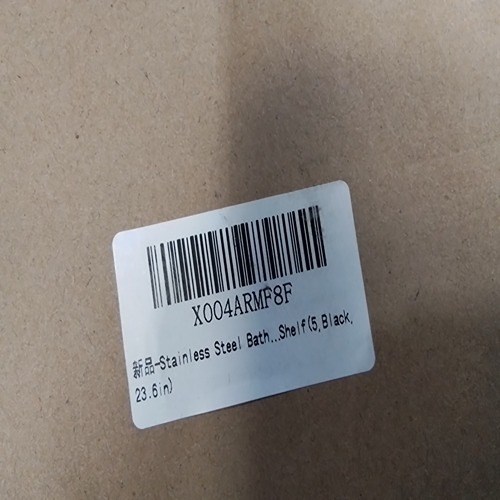 X004ARMF8F
新品-Stainless Steel Bath...Shelf(5,Black,
23.6in)